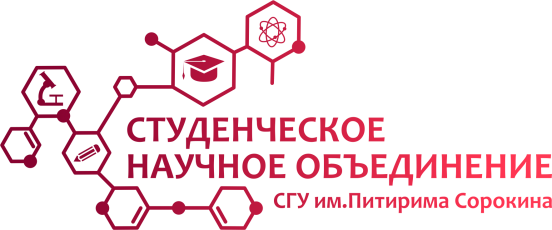 СТУДЕНЧЕСКОЕ
НАУЧНОЕ ОБЪЕДИНЕНИЕ
СГУ им.Питирима Сорокина